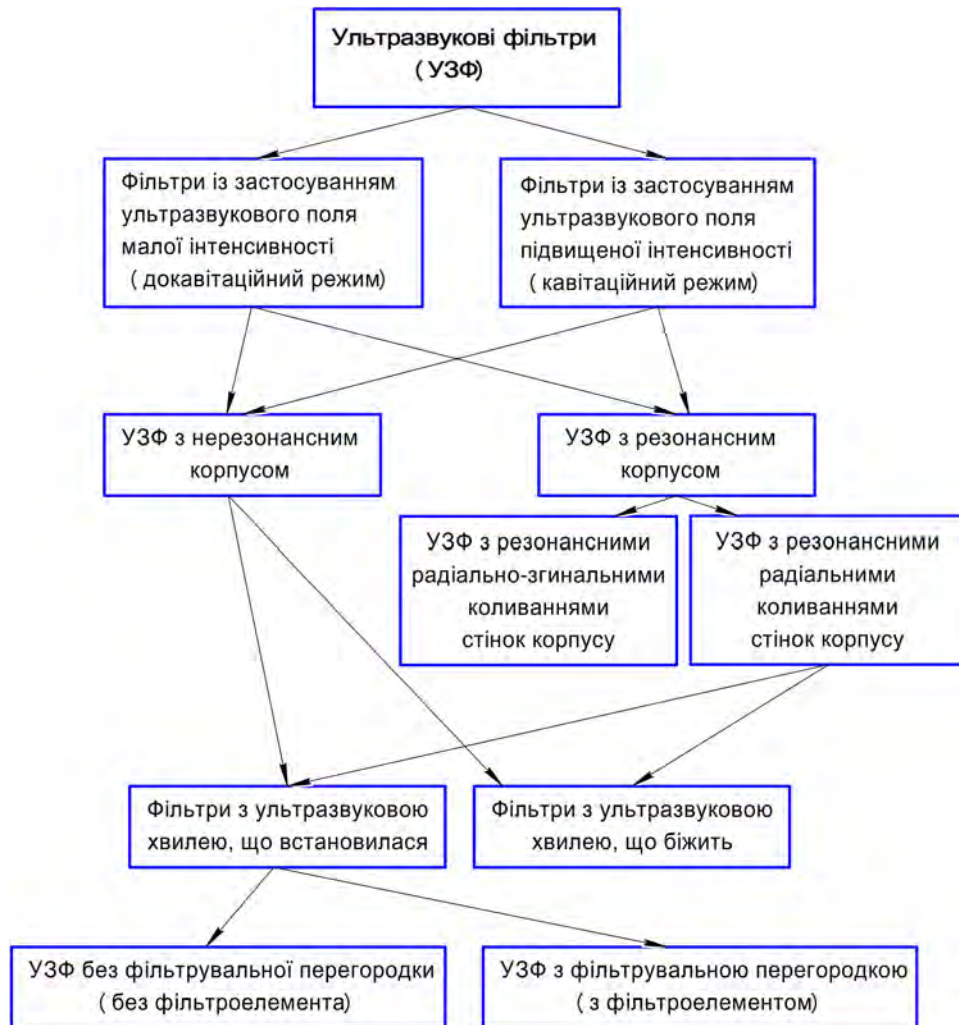 Ультразвукові фільтри
( УЗФ)
Фільтри із застосуванням
ультразвукового поля
малої інтенсивності
( докавітаційний режим)
Фільтри із застосуванням
ультразвукового поля
підвищеної інтенсивності
( кавітаційний режим)
УЗФ з нерезонансним
корпусом
УЗФ з резонансним
корпусом
УЗФ з резонансними
радіально-згинальними
коливаннями
стінок корпусу
УЗФ з резонансними
радіальними
коливаннями
стінок корпусу
Фільтри з ультразвуковою
хвилею, що встановилася
Фільтри з ультразвуковою
хвилею, що біжить
УЗФ без фільтрувальної перегородки
( без фільтроелемента)
УЗФ з фільтрувальною перегородкою
( з фільтроелементом)